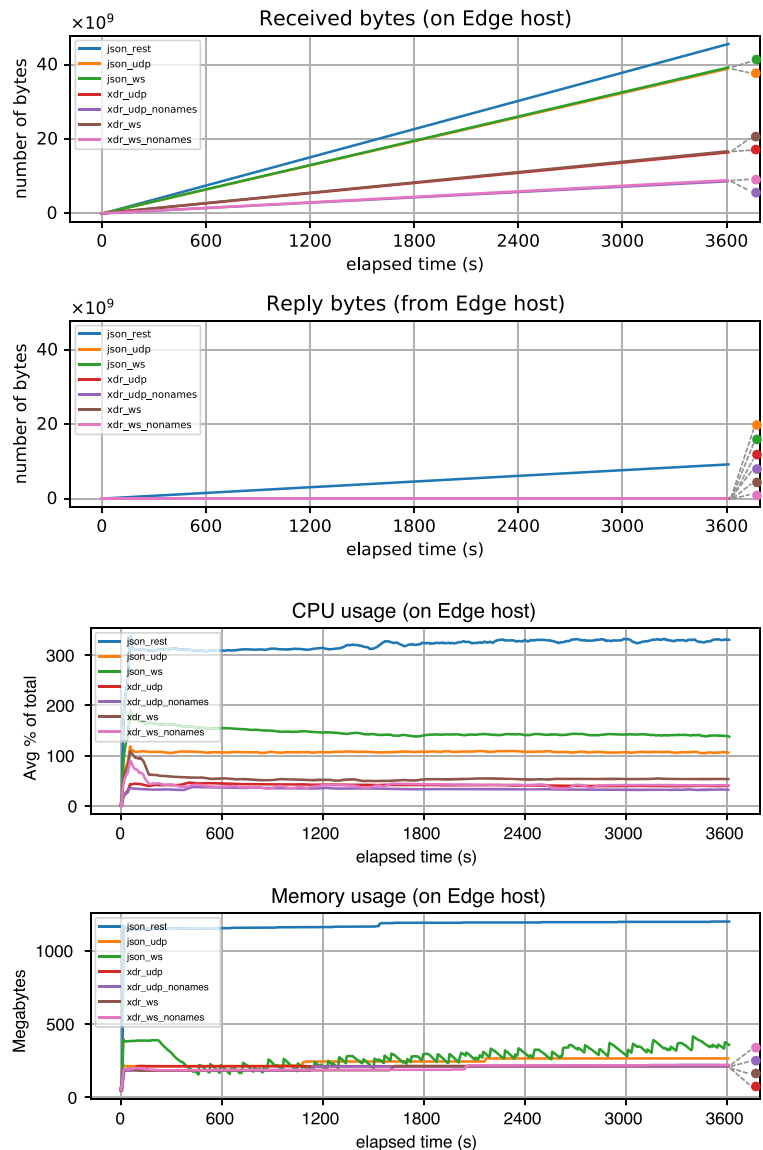 Received bytes (on Edge host)
×10⁹
number of bytes
40
20
0
json_rest
json_udp
json_ws
xdr_udp
xdr_udp_nonames
xdr_ws
xdr_ws_nonames
0 600 1200 1800 2400 3000 3600
elapsed time (s)
Reply bytes (from Edge host)
×10⁹
number of bytes
40
20
0
json_rest
json_udp
json_ws
xdr_udp
xdr_udp_nonames
xdr_ws
xdr_ws_nonames
0 600 1200 1800 2400 3000 3600
elapsed time (s)
CPU usage (on Edge host)
Avg % of total
300
200
100
0
json_rest
json_udp
json_ws
xdr_udp
xdr_udp_nonames
xdr_ws
xdr_ws_nonames
0 600 1200 1800 2400 3000 3600
elapsed time (s)
Memory usage (on Edge host)
Megabytes
1000
500
0
json_rest
json_udp
json_ws
xdr_udp
xdr_udp_nonames
xdr_ws
xdr_ws_nonames
0 600 1200 1800 2400 3000 3600
elapsed time (s)